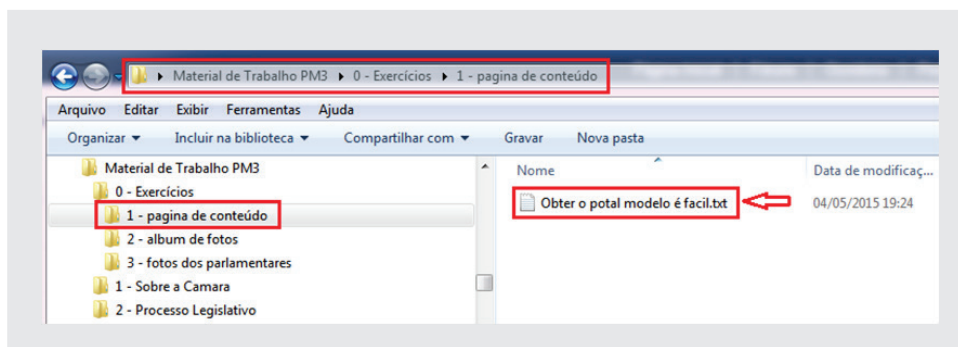 Material de Trabalho PM3 ▸ 0 - Exercícios ▸ 1 - pagina de conteúdo
Arquivo Editar Exibir Ferramentas Ajuda
Organizar Incluir na biblioteca Compartilhar com Gravar Nova pasta
Material de Trabalho PM3
0 - Exercícios
1 - pagina de conteúdo
2 - album de fotos
3 - fotos dos parlamentares
1 - Sobre a Camara
2 - Processo Legislativo
Nome Data de modificaç...
Obter o potal modelo é facil.txt 04/05/2015 19:24